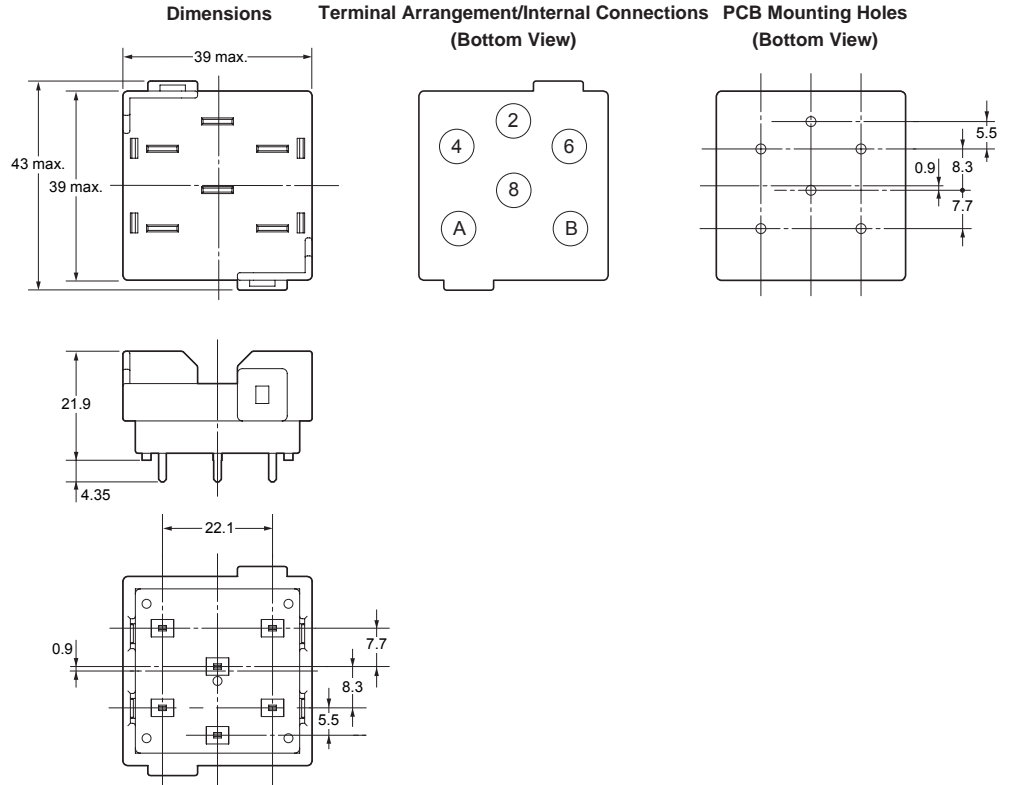 Dimensions
Terminal Arrangement/Internal Connections
(Bottom View)
PCB Mounting Holes
(Bottom View)
39 max.
43 max.
39 max.
2
4
6
8
A
B
5.5
0.9
8.3
7.7
21.9
4.35
22.1
0.9
7.7
8.3
5.5